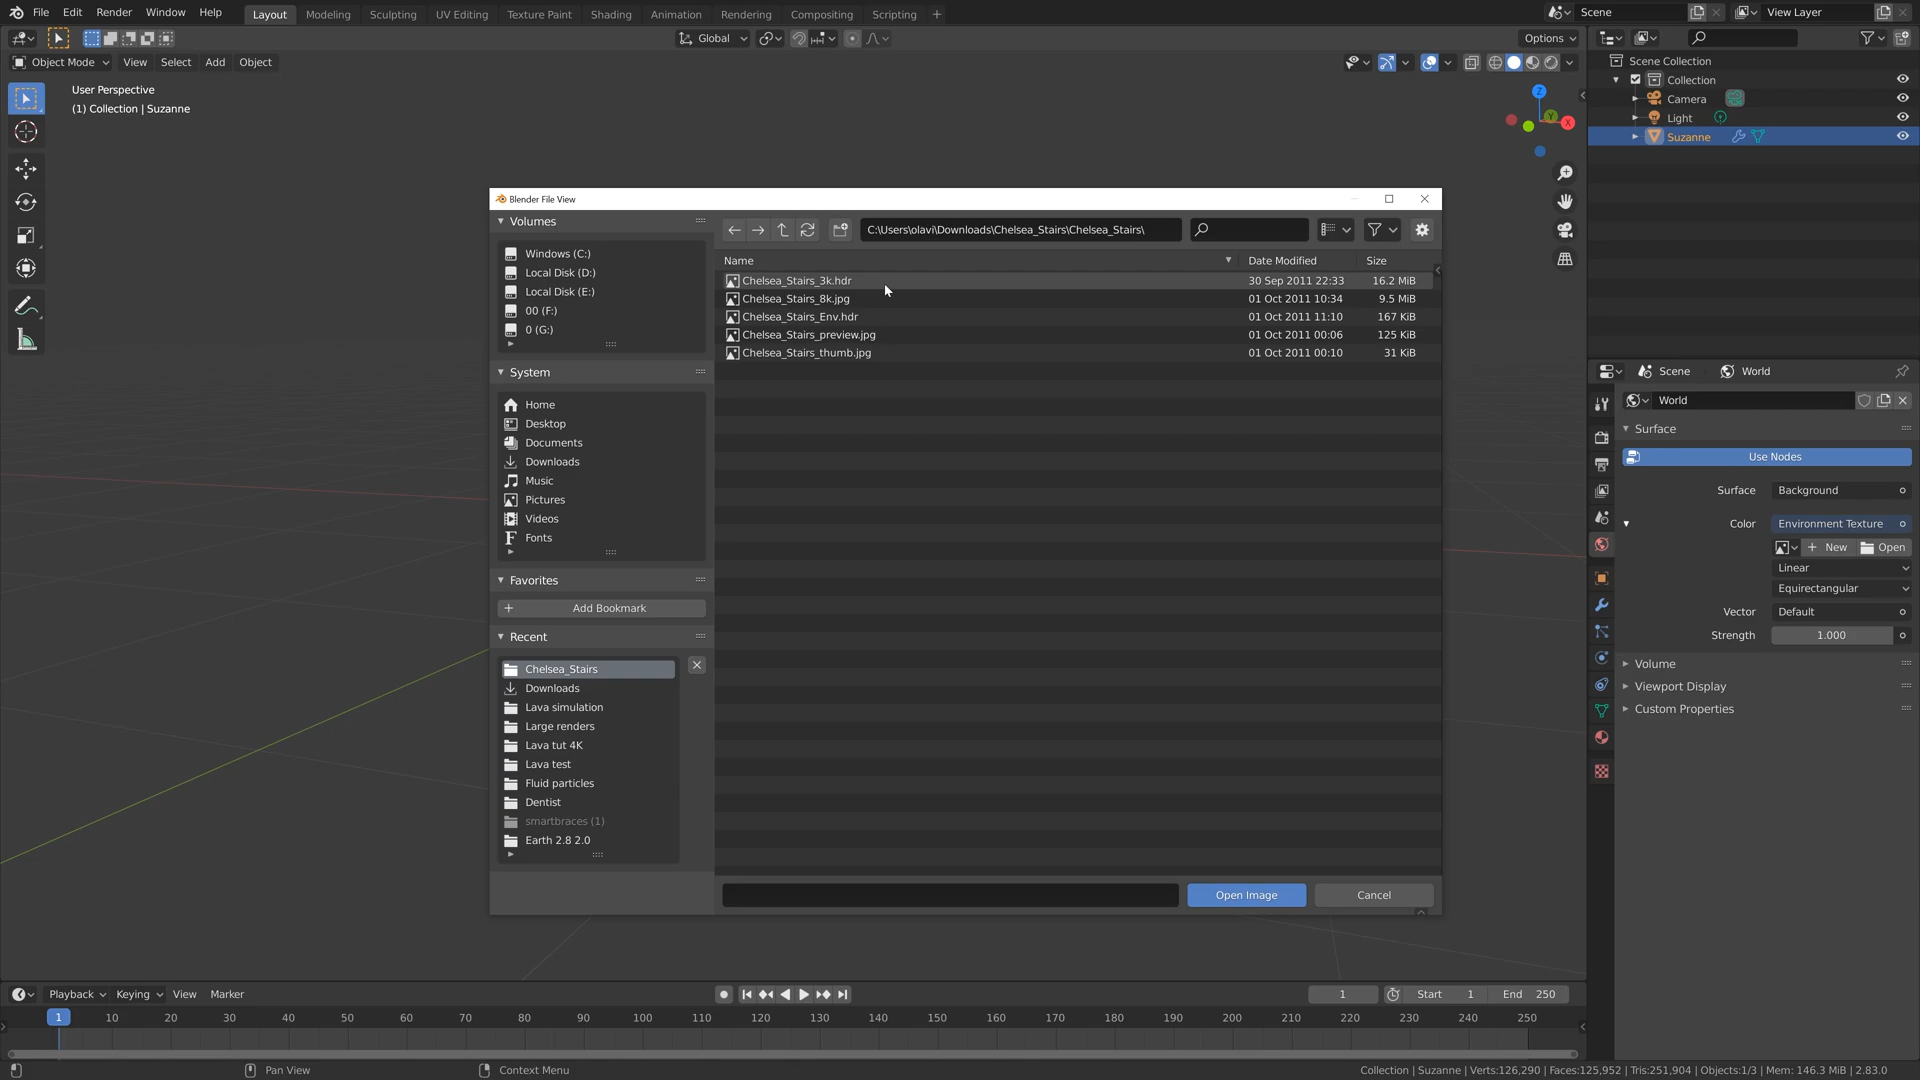 File Edit Render Window Help Layout Modeling Sculpting UV Editing Texture Paint Shading Animation Rendering Compositing Scripting + Scene View Layer
Global Options
Object Mode View Select Add Object
User Perspective
(1) Collection | Suzanne
Z
Y
X
Scene Collection
Collection
Camera
Light
Suzanne
Blender File View
Volumes
Windows (C:)
Local Disk (D:)
Local Disk (E:)
00 (F:)
0 (G:)
System
Home
Desktop
Documents
Downloads
Music
Pictures
Videos
Fonts
Favorites
Add Bookmark
Recent
Chelsea_Stairs
Downloads
Lava simulation
Large renders
Lava tut 4K
Lava test
Fluid particles
Dentist
smartbraces (1)
Earth 2.8 2.0
C:\Users\olavi\Downloads\Chelsea_Stairs\Chelsea_Stairs\
Name Date Modified Size
Chelsea_Stairs_3k.hdr 30 Sep 2011 22:33 16.2 MiB
Chelsea_Stairs_8k.jpg 01 Oct 2011 10:34 9.5 MiB
Chelsea_Stairs_Env.hdr 01 Oct 2011 11:10 167 KiB
Chelsea_Stairs_preview.jpg 01 Oct 2011 00:06 125 KiB
Chelsea_Stairs_thumb.jpg 01 Oct 2011 00:10 31 KiB
Open Image Cancel
Scene World
World
Surface
Use Nodes
Surface Background
Color Environment Texture
New Open
Linear
Equirectangular
Vector Default
Strength 1.000
Volume
Viewport Display
Custom Properties
Playback Keying View Marker 1 Start 1 End 250
1 10 20 30 40 50 60 70 80 90 100 110 120 130 140 150 160 170 180 190 200 210 220 230 240 250
Pan View Context Menu Collection | Suzanne | Verts:126,290 | Faces:125,952 | Tris:251,904 | Objects:1/3 | Mem: 146.3 MiB | 2.83.0